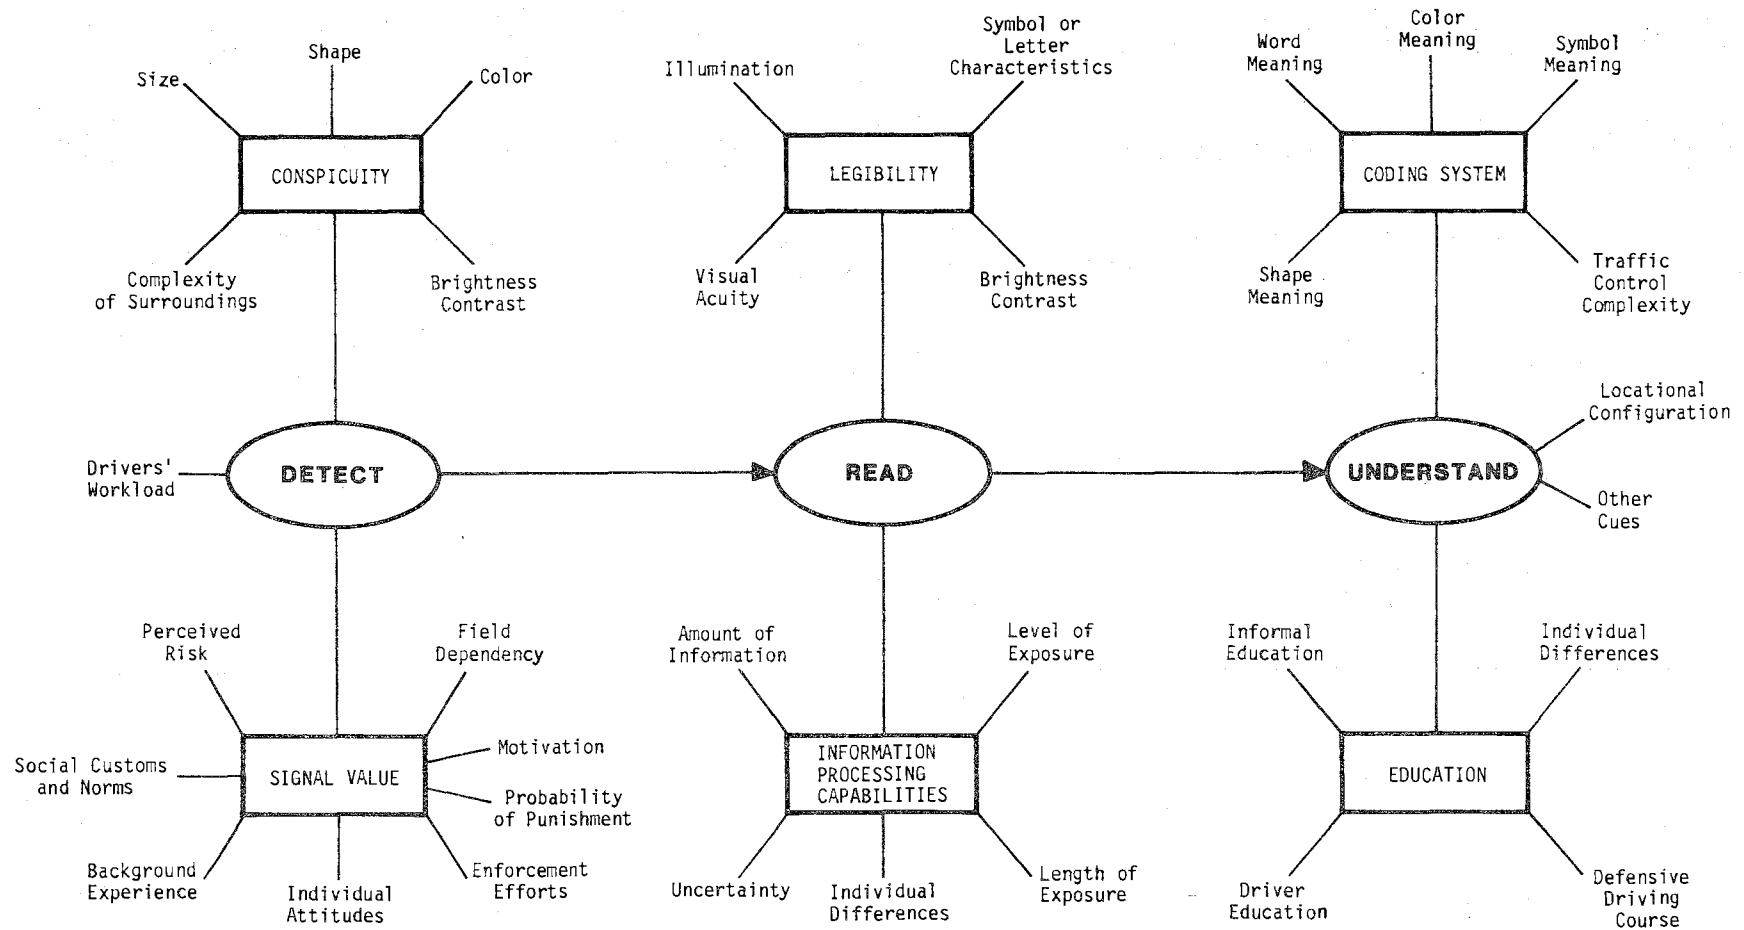 Size
Shape
Color
CONSPICUITY
Complexity
of Surroundings
Brightness
Contrast
Illumination
Symbol or
Letter
Characteristics
LEGIBILITY
Visual
Acuity
Brightness
Contrast
Word
Meaning
Color
Meaning
Symbol
Meaning
CODING SYSTEM
Shape
Meaning
Traffic
Control
Complexity
Drivers'
Workload
DETECT
READ
UNDERSTAND
Locational
Configuration
Other
Cues
Perceived
Risk
Field
Dependency
Social Customs
and Norms
SIGNAL VALUE
Motivation
Probability
of Punishment
Background
Experience
Individual
Attitudes
Enforcement
Efforts
Amount of
Information
Level of
Exposure
INFORMATION
PROCESSING
CAPABILITIES
Uncertainty
Individual
Differences
Length of
Exposure
Informal
Education
Individual
Differences
EDUCATION
Driver
Education
Defensive
Driving
Course